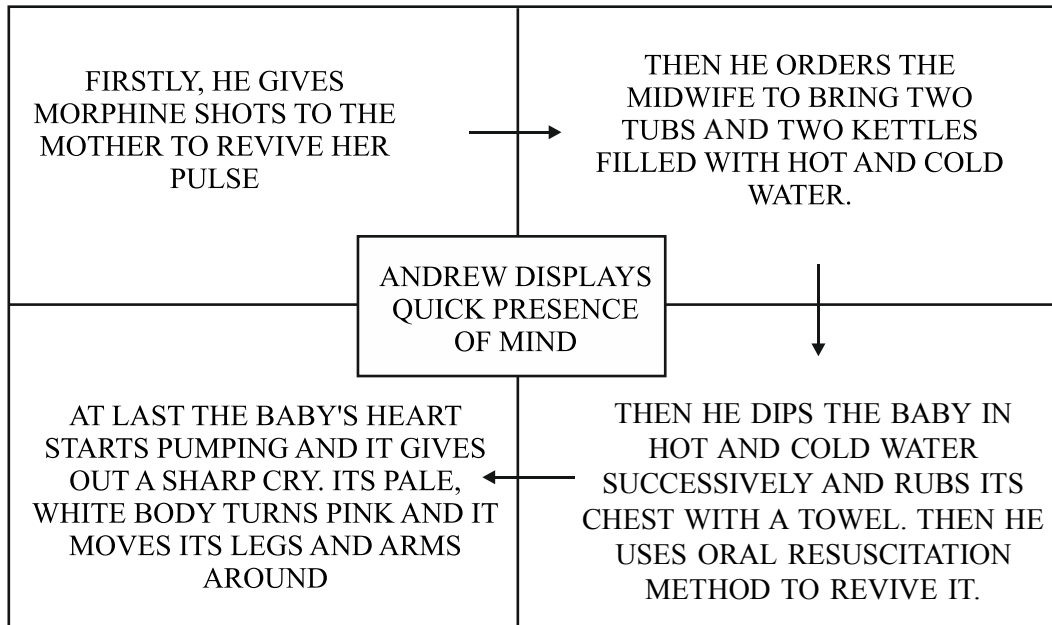 FIRSTLY, HE GIVES
MORPHINE SHOTS TO THE
MOTHER TO REVIVE HER
PULSE
THEN HE ORDERS THE
MIDWIFE TO BRING TWO
TUBS AND TWO KETTLES
FILLED WITH HOT AND COLD
WATER.
ANDREW DISPLAYS
QUICK PRESENCE
OF MIND
THEN HE DIPS THE BABY IN
HOT AND COLD WATER
SUCCESSIVELY AND RUBS ITS
CHEST WITH A TOWEL. THEN HE
USES ORAL RESUSCITATION
METHOD TO REVIVE IT.
AT LAST THE BABY'S HEART
STARTS PUMPING AND IT GIVES
OUT A SHARP CRY. ITS PALE,
WHITE BODY TURNS PINK AND IT
MOVES ITS LEGS AND ARMS
AROUND